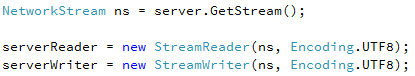 NetworkStream ns = server.GetStream();
serverReader = new StreamReader(ns, Encoding.UTF8);
serverWriter = new StreamWriter(ns, Encoding.UTF8);